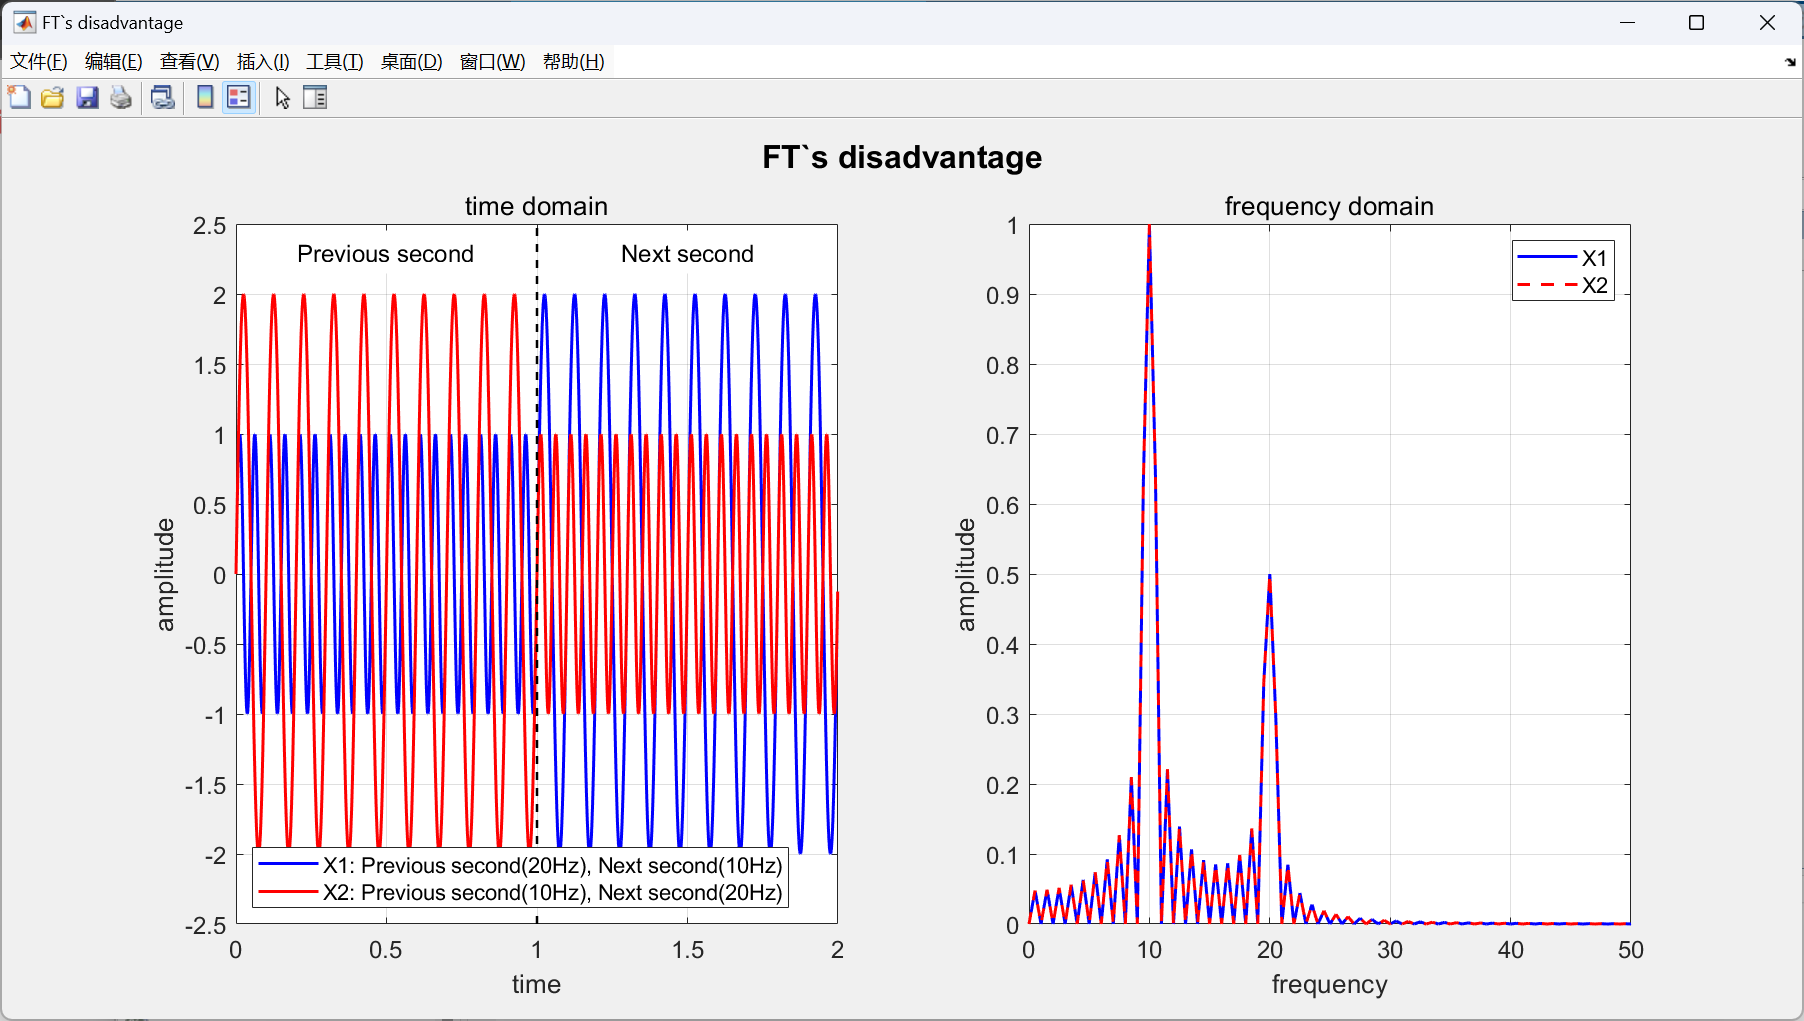 FT`s disadvantage
文件(F) 编辑(E) 查看(V) 插入(I) 工具(T) 桌面(D) 窗口(W) 帮助(H)
FT`s disadvantage
time domain
2.5
2
1.5
1
0.5
0
-0.5
-1
-1.5
-2
-2.5
amplitude
Previous second
Next second
X1: Previous second(20Hz), Next second(10Hz)
X2: Previous second(10Hz), Next second(20Hz)
0 0.5 1 1.5 2
time
frequency domain
1
0.9
0.8
0.7
0.6
0.5
0.4
0.3
0.2
0.1
0
amplitude
X1
X2
0 10 20 30 40 50
frequency